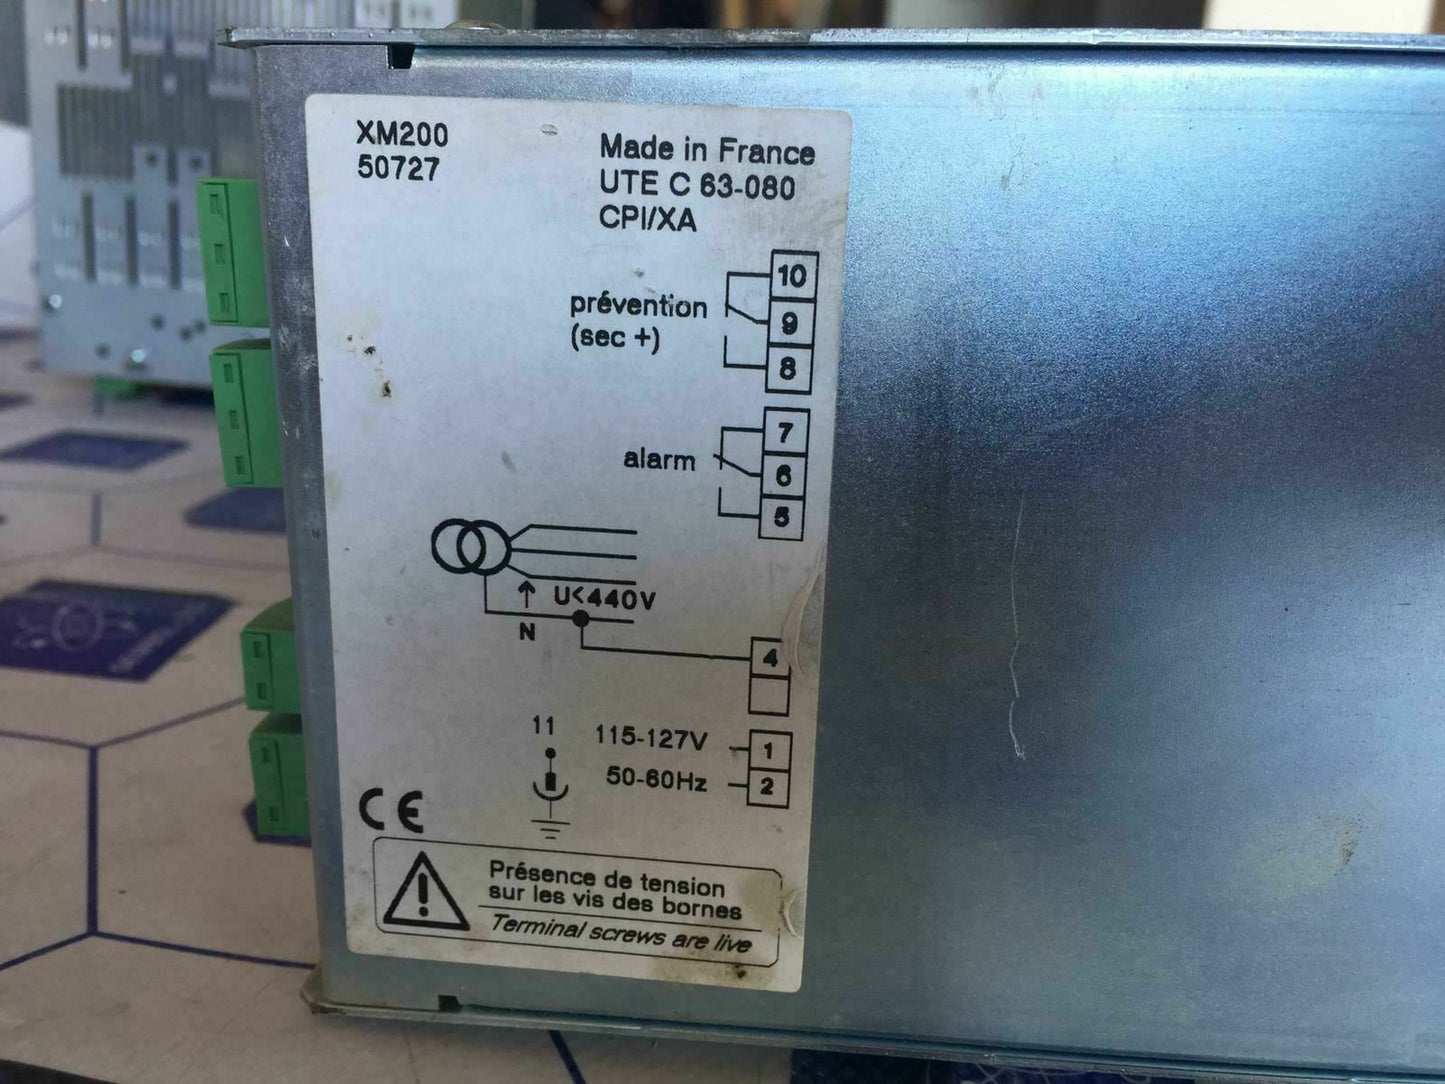 XM200
50727
Made in France
UTE C 63-080
CPI/XA
prévention
(sec +)
10
9
8
alarm
7
6
5
U<440V
N
4
11
115-127V
1
50-60Hz
2
CE
Présence de tension
sur les vis des bornes
Terminal screws are live